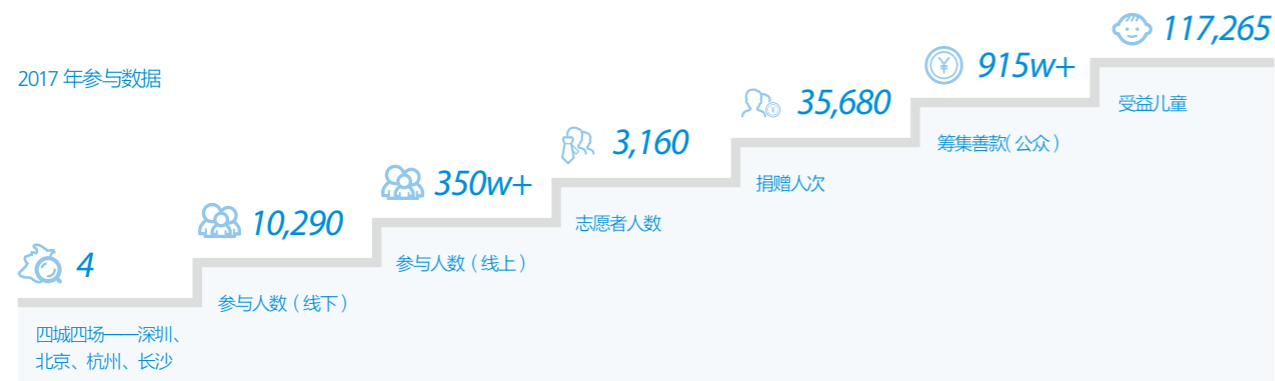 2017 年参与数据
4
四城四场——深圳、
北京、杭州、长沙
10,290
参与人数（线下）
350w+
参与人数（线上）
3,160
志愿者人数
35,680
捐赠人次
915w+
筹集善款（公众）
117,265
受益儿童